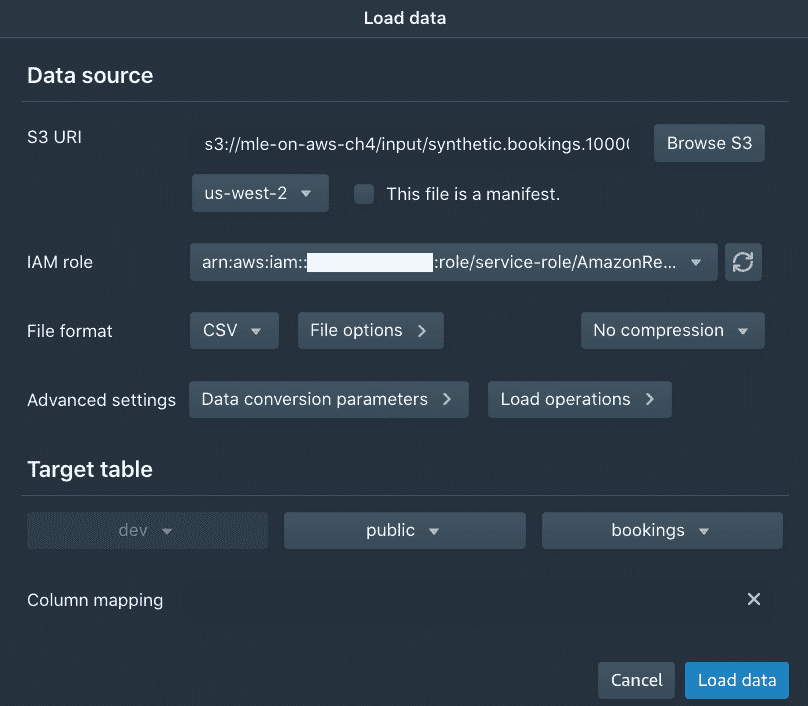 Load data
Data source
S3 URI
s3://mle-on-aws-ch4/input/synthetic.bookings.1000
Browse S3
us-west-2
This file is a manifest.
IAM role
arn:aws:iam:: :role/service-role/AmazonRe...
File format
CSV
File options
No compression
Advanced settings
Data conversion parameters
Load operations
Target table
dev
public
bookings
Column mapping
Cancel
Load data